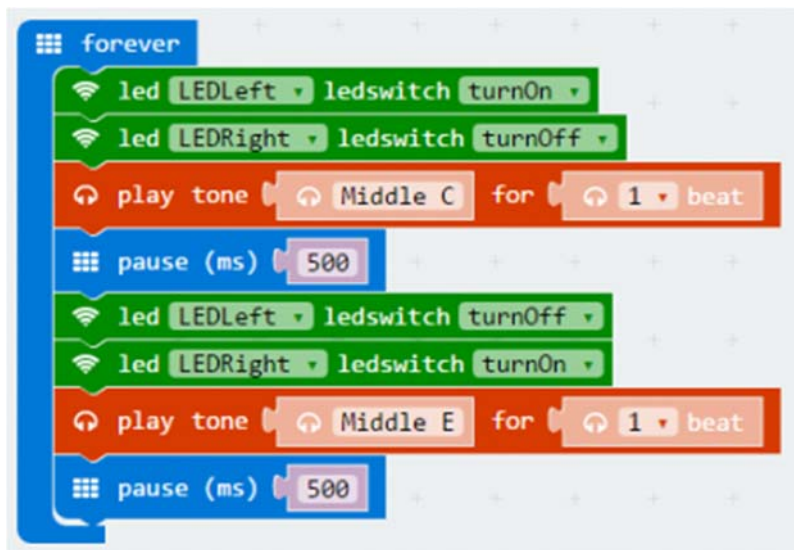 forever
led LEDLeft ledswitch turnOn
led LEDRight ledswitch turnOff
play tone Middle C for 1 beat
pause (ms) 500
led LEDLeft ledswitch turnOff
led LEDRight ledswitch turnOn
play tone Middle E for 1 beat
pause (ms) 500